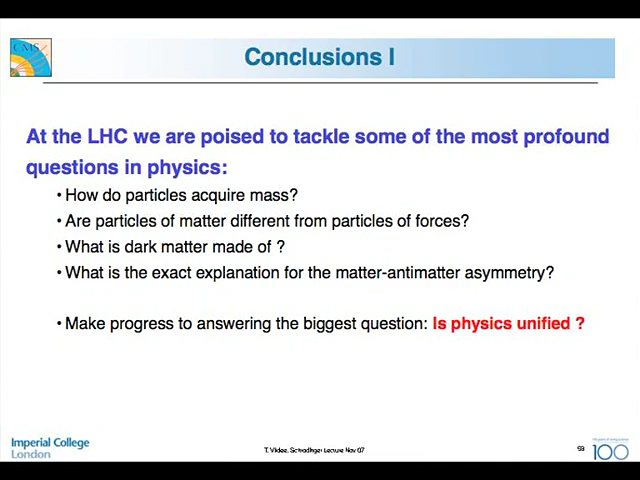 CMS
Conclusions I
At the LHC we are poised to tackle some of the most profound
questions in physics:
• How do particles acquire mass?
• Are particles of matter different from particles of forces?
• What is dark matter made of ?
• What is the exact explanation for the matter-antimatter asymmetry?
• Make progress to answering the biggest question: Is physics unified ?
Imperial College
London
Lecture Nov 07
100